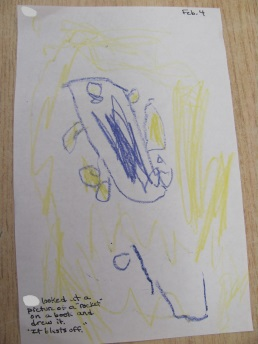 Feb. 4
looked at a
picture of a rocket
on a book and
drew it.
"It blasts off."